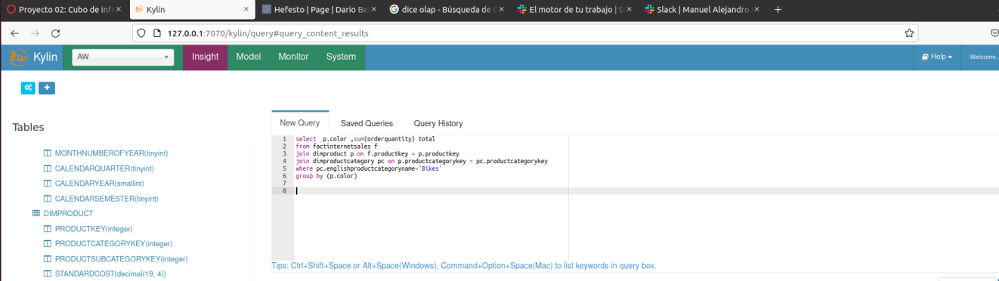 Proyecto 02: Cubo de inf
Kylin
Hefesto | Page | Dario Be
dice olap - Búsqueda de
El motor de tu trabajo | S
Slack | Manuel Alejandro
127.0.0.1:7070/kylin/query#query_content_results
Kylin
AW
Insight
Model
Monitor
System
Help
Welcome,
Tables
New Query
Saved Queries
Query History
MONTHNUMBEROFYEAR(tinyint)
CALENDARQUARTER(tinyint)
CALENDARYEAR(smallint)
CALENDARSEMESTER(tinyint)
DIMPRODUCT
PRODUCTKEY(integer)
PRODUCTCATEGORYKEY(integer)
PRODUCTSUBCATEGORYKEY(integer)
STANDARDCOST(decimal(19, 4))
1 select p.color ,sum(orderquantity) total
2 from factinternetsales f
3 join dimproduct p on f.productkey = p.productkey
4 join dimproductcategory pc on p.productcategorykey = pc.productcategorykey
5 where pc.englishproductcategoryname='Bikes'
6 group by (p.color)
7
8
Tips: Ctrl+Shift+Space or Alt+Space(Windows), Command+Option+Space(Mac) to list keywords in query box.